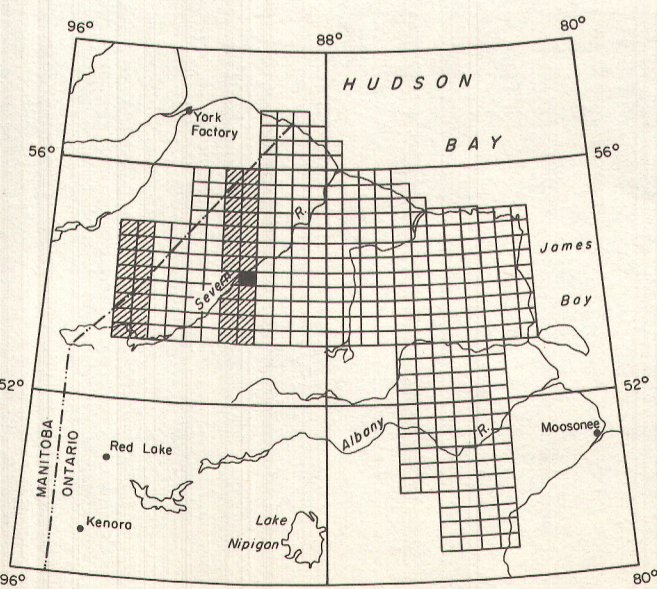 96°
88°
80°
HUDSON
BAY
York
Factory
56°
56°
R.
James
Bay
Severn
52°
52°
Albany
R.
Moosonee
MANITOBA
ONTARIO
Red Lake
Kenora
Lake
Nipigon
96°
80°